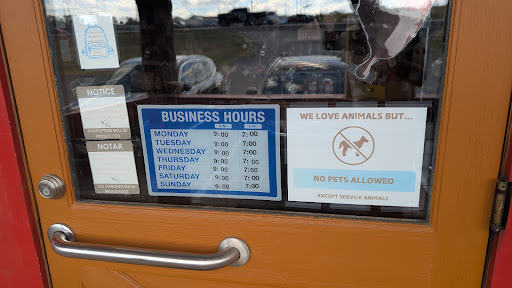 NOTICE
NOTAR
BUSINESS HOURS
AM PM
MONDAY 9:00 7:00
TUESDAY 9:00 7:00
WEDNESDAY 9:00 7:00
THURSDAY 9:00 7:00
FRIDAY 9:00 7:00
SATURDAY 9:00 7:00
SUNDAY 9:00 7:00
WE LOVE ANIMALS BUT...
NO PETS ALLOWED
EXCEPT SERVICE ANIMALS